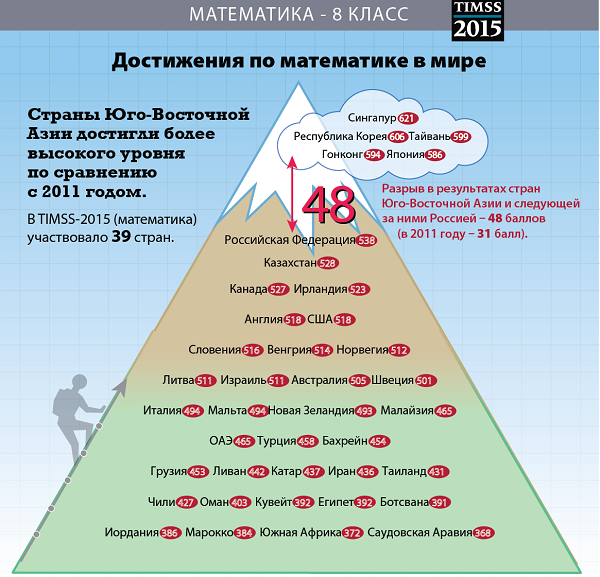 МАТЕМАТИКА - 8 КЛАСС
TIMSS
2015
Достижения по математике в мире
Страны Юго-Восточной
Азии достигли более
высокого уровня
по сравнению
с 2011 годом.
В TIMSS-2015 (математика)
участвовало 39 стран.
Сингапур 621
Республика Корея 606 Тайвань 599
Гонконг 594 Япония 586
48
Разрыв в результатах стран
Юго-Восточной Азии и следующей
за ними Россией – 48 баллов
(в 2011 году – 31 балл).
Российская Федерация 538
Казахстан 528
Канада 527 Ирландия 523
Англия 518 США 518
Словения 516 Венгрия 514 Норвегия 512
Литва 511 Израиль 511 Австралия 505 Швеция 501
Италия 494 Мальта 494 Новая Зеландия 493 Малайзия 465
ОАЭ 465 Турция 458 Бахрейн 454
Грузия 453 Ливан 442 Катар 437 Иран 436 Таиланд 431
Чили 427 Оман 403 Кувейт 392 Египет 392 Ботсвана 391
Иордания 386 Марокко 384 Южная Африка 372 Саудовская Аравия 368